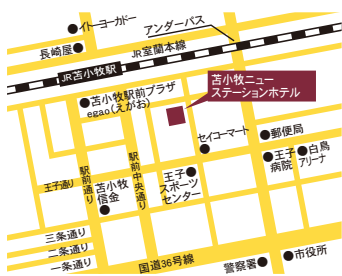 イトーヨーカドー
アンダーパス
長崎屋
JR室蘭本線
JR苫小牧駅
苫小牧ニュー
ステーションホテル
苫小牧駅前プラザ
egao(えがお)
セイコーマート
郵便局
王子
病院
白鳥
アリーナ
王子通り
駅前通り
駅前中央通り
王子
スポーツ
センター
苫小牧
信金
三条通り
二条通り
一条通り
国道36号線
警察署
市役所